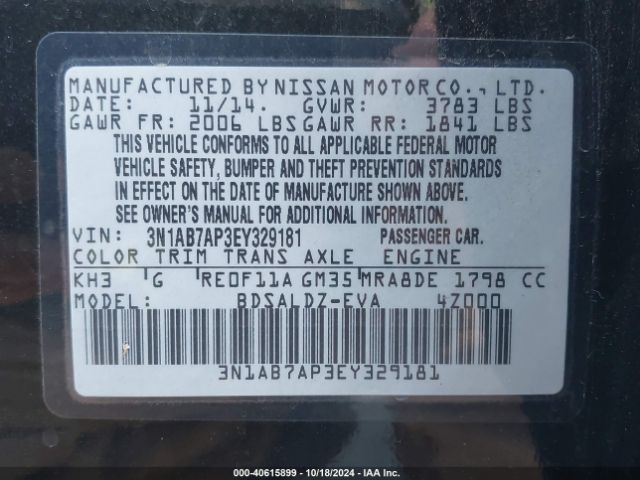 MANUFACTURED BY NISSAN MOTOR CO., LTD.
DATE: 11/14. GVWR: 3783 LBS
GAWR FR: 2006 LBS GAWR RR: 1841 LBS
THIS VEHICLE CONFORMS TO ALL APPLICABLE FEDERAL MOTOR
VEHICLE SAFETY, BUMPER AND THEFT PREVENTION STANDARDS
IN EFFECT ON THE DATE OF MANUFACTURE SHOWN ABOVE.
SEE OWNER'S MANUAL FOR ADDITIONAL INFORMATION.
VIN: 3N1AB7AP3EY329181 PASSENGER CAR.
COLOR TRIM TRANS AXLE ENGINE
KH3 G RE0F11A GM35 MRA8DE 1798 CC
MODEL: BDSALDZ-EVA 4Z000
3N1AB7AP3EY329181
000-40615899 | 10/18/2024 | IAA Inc.